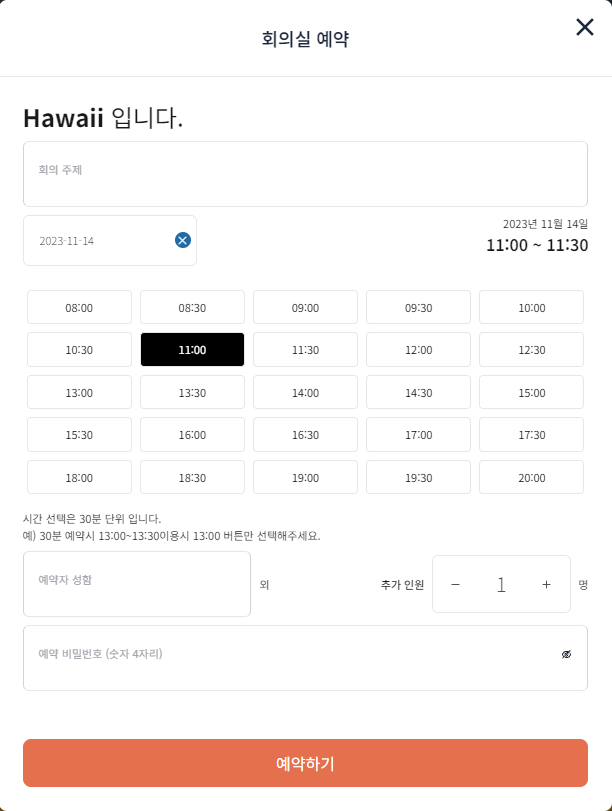 회의실 예약
Hawaii 입니다.
회의 주제
2023-11-14
2023년 11월 14일
11:00 ~ 11:30
08:00 08:30 09:00 09:30 10:00
10:30 11:00 11:30 12:00 12:30
13:00 13:30 14:00 14:30 15:00
15:30 16:00 16:30 17:00 17:30
18:00 18:30 19:00 19:30 20:00
시간 선택은 30분 단위 입니다.
예) 30분 예약시 13:00~13:30이용시 13:00 버튼만 선택해주세요.
예약자 성함 외 추가 인원 − 1 + 명
예약 비밀번호 (숫자 4자리)
예약하기